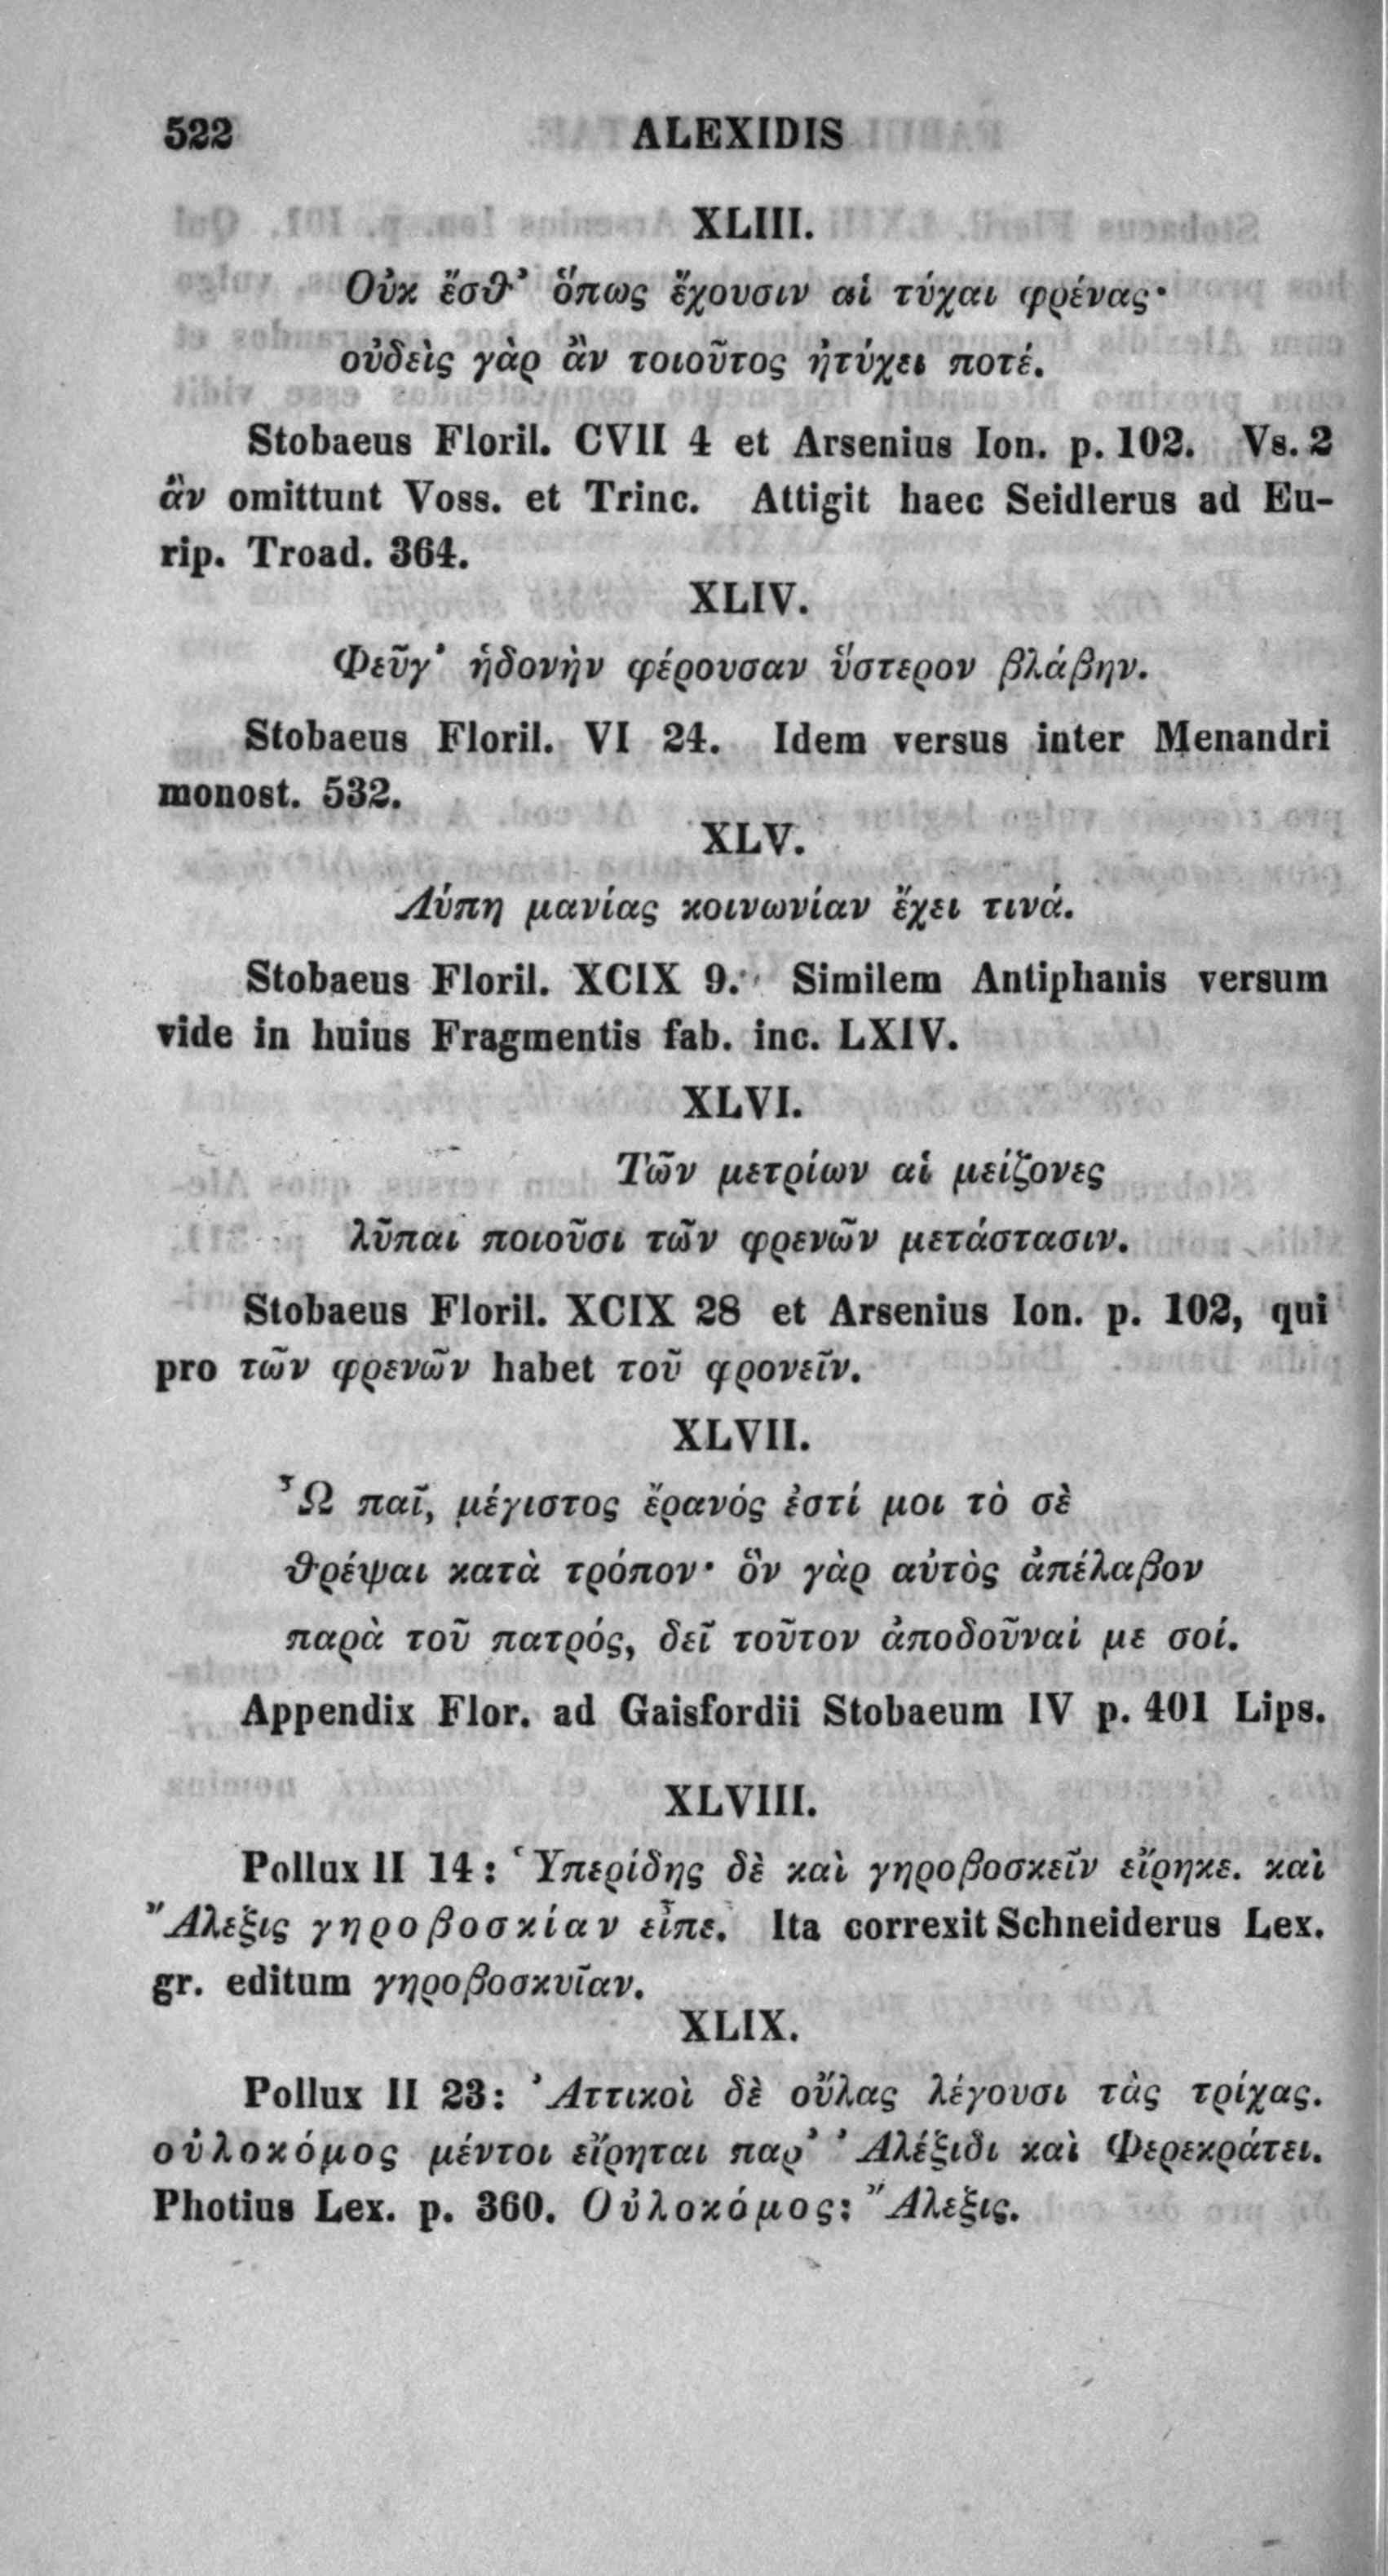 522 ALEXIDIS
XLIII.
Οὐκ ἔσθ᾽ ὅπως ἔχουσιν αἱ τύχαι φρένας·
οὐδεὶς γὰρ ἂν τοιοῦτος ἠτύχει ποτέ.
Stobaeus Floril. CVII 4 et Arsenius Ion. p. 102. Vs. 2
ἂν omittunt Voss. et Trinc. Attigit haec Seidlerus ad Eu-
rip. Troad. 364.
XLIV.
Φεῦγ᾽ ἡδονὴν φέρουσαν ὕστερον βλάβην.
Stobaeus Floril. VI 24. Idem versus inter Menandri
monost. 532.
XLV.
Λύπη μανίας κοινωνίαν ἔχει τινά.
Stobaeus Floril. XCIX 9. Similem Antiphanis versum
vide in huius Fragmentis fab. inc. LXIV.
XLVI.
Τῶν μετρίων αἱ μείζονες
λῦπαι ποιοῦσι τῶν φρενῶν μετάστασιν.
Stobaeus Floril. XCIX 28 et Arsenius Ion. p. 102, qui
pro τῶν φρενῶν habet τοῦ φρονεῖν.
XLVII.
Ὦ παῖ, μέγιστος ἔρανός ἐστί μοι τὸ σὲ
θρέψαι κατὰ τρόπον· ὃν γὰρ αὐτὸς ἀπέλαβον
παρὰ τοῦ πατρός, δεῖ τοῦτον ἀποδοῦναί με σοί.
Appendix Flor. ad Gaisfordii Stobaeum IV p. 401 Lips.
XLVIII.
Pollux II 14: Ὑπερίδης δὲ καὶ γηροβοσκεῖν εἴρηκε. καὶ
Ἄλεξις γηροβοσκίαν εἶπε. Ita correxit Schneiderus Lex.
gr. editum γηροβοσκυῖαν.
XLIX.
Pollux II 23: Ἀττικοὶ δὲ οὔλας λέγουσι τὰς τρίχας.
οὐλοκόμος μέντοι εἴρηται παρ᾽ Ἀλέξιδι καὶ Φερεκράτει.
Photius Lex. p. 360. Οὐλοκόμος: Ἄλεξις.